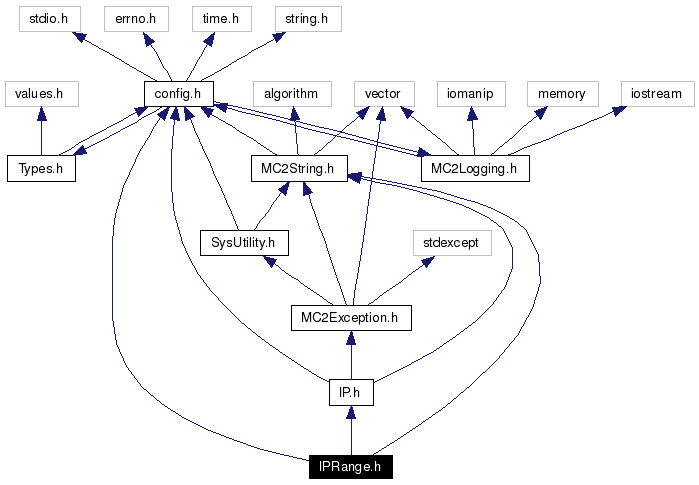 stdio.h
errno.h
time.h
string.h
values.h
config.h
algorithm
vector
iomanip
memory
iostream
Types.h
MC2String.h
MC2Logging.h
SysUtility.h
stdexcept
MC2Exception.h
IP.h
IPRange.h